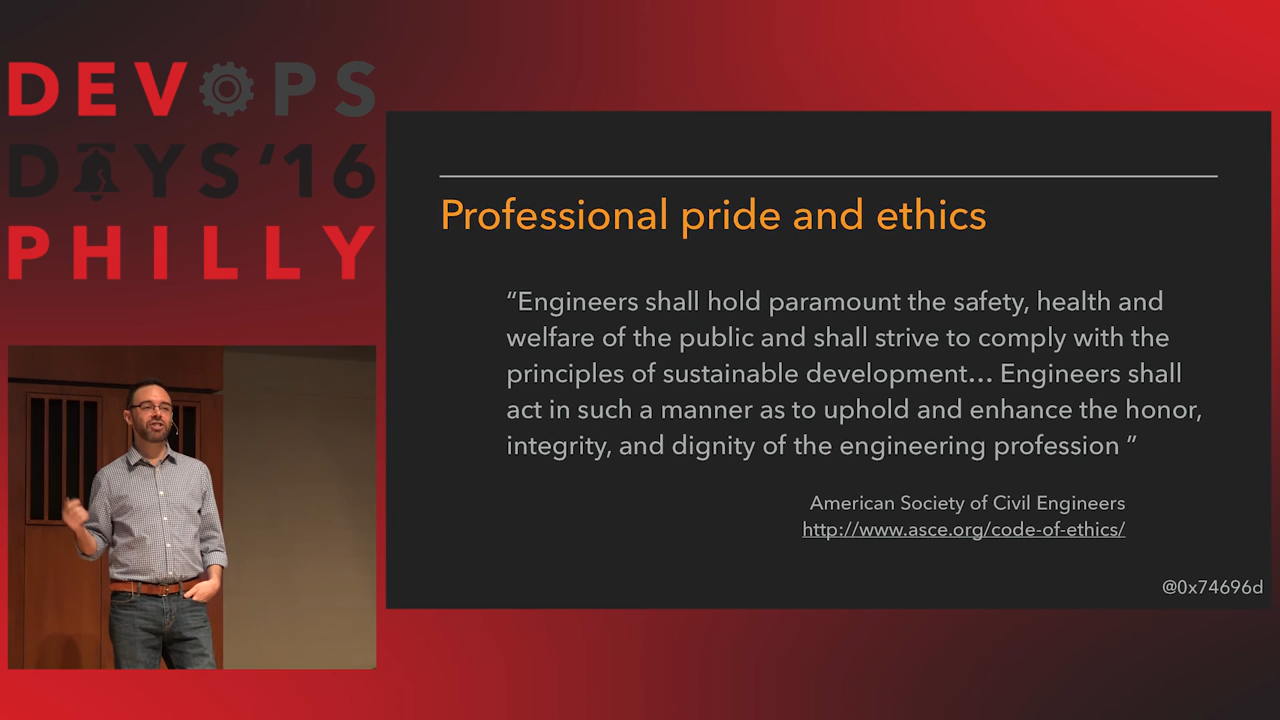 DEVOPS
DAYS '16
PHILLY
Professional pride and ethics
“Engineers shall hold paramount the safety, health and
welfare of the public and shall strive to comply with the
principles of sustainable development… Engineers shall
act in such a manner as to uphold and enhance the honor,
integrity, and dignity of the engineering profession ”
American Society of Civil Engineers
http://www.asce.org/code-of-ethics/
@0x74696d